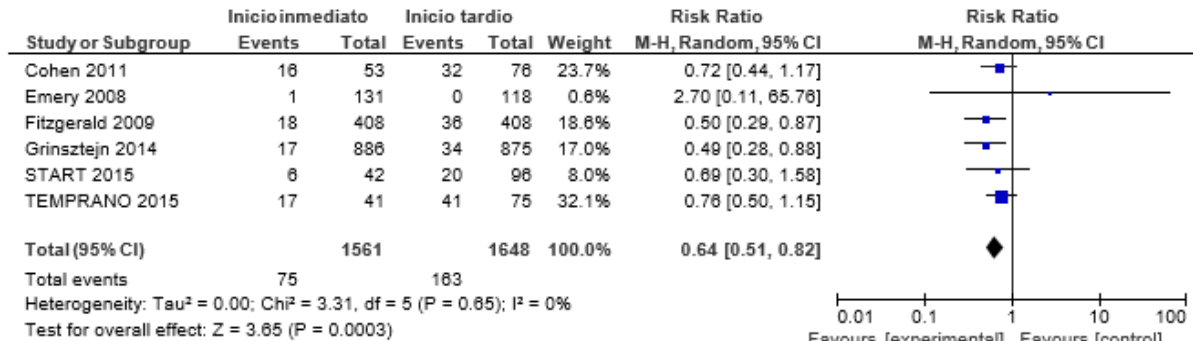 Inicio inmediato Inicio tardio Risk Ratio Risk Ratio
Study or Subgroup Events Total Events Total Weight M-H, Random, 95% CI M-H, Random, 95% CI
Cohen 2011 16 53 32 76 23.7% 0.72 [0.44, 1.17]
Emery 2008 1 131 0 118 0.6% 2.70 [0.11, 65.76]
Fitzgerald 2009 18 408 36 408 18.6% 0.50 [0.29, 0.87]
Grinsztejn 2014 17 886 34 875 17.0% 0.49 [0.28, 0.88]
START 2015 6 42 20 96 8.0% 0.69 [0.30, 1.58]
TEMPRANO 2015 17 41 41 75 32.1% 0.76 [0.50, 1.15]
Total (95% CI) 1561 1648 100.0% 0.64 [0.51, 0.82]
Total events 75 163
Heterogeneity: Tau² = 0.00; Chi² = 3.31, df = 5 (P = 0.65); I² = 0%
Test for overall effect: Z = 3.65 (P = 0.0003)
0.01 0.1 1 10 100
Favours [experimental] Favours [control]